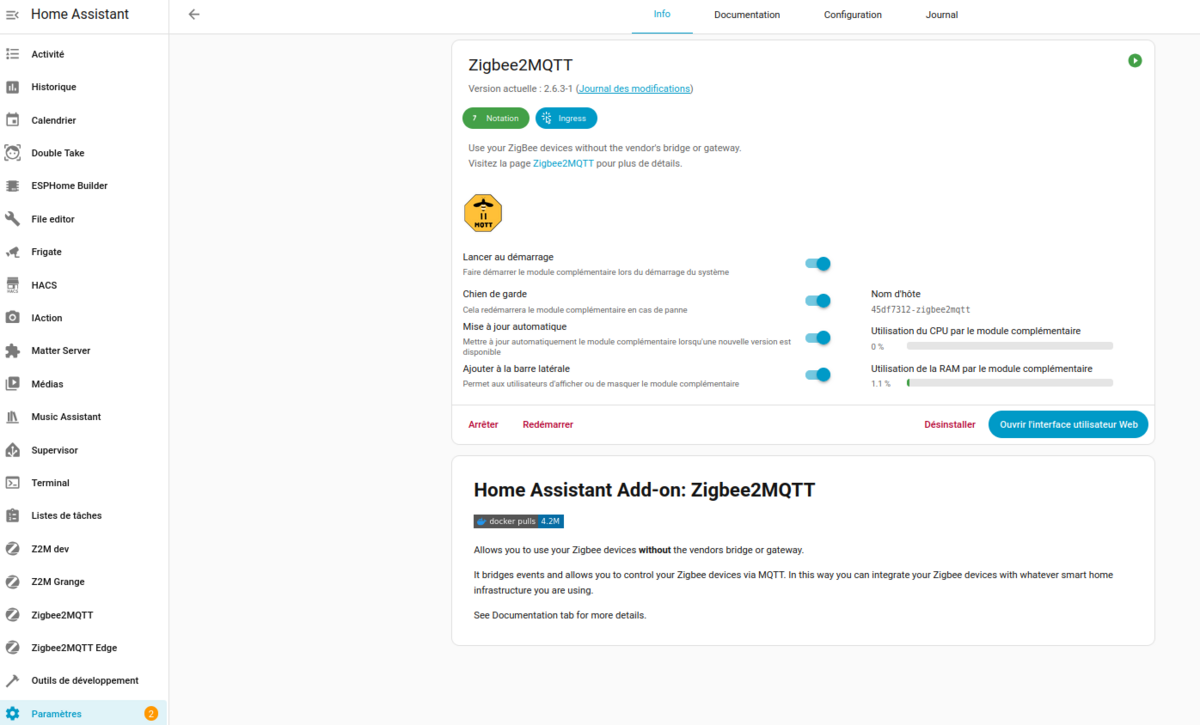 Home Assistant
Activité
Historique
Calendrier
Double Take
ESPHome Builder
File editor
Frigate
HACS
HACS
IAction
Matter Server
Médias
Music Assistant
Supervisor
Terminal
Listes de tâches
Z2M dev
Z2M Grange
Zigbee2MQTT
Zigbee2MQTT Edge
Outils de développement
Paramètres 2
Info Documentation Configuration Journal
Zigbee2MQTT
Version actuelle : 2.6.3-1 (Journal des modifications)
? Notation Ingress
Use your ZigBee devices without the vendor's bridge or gateway.
Visitez la page Zigbee2MQTT pour plus de détails.
MQTT
Lancer au démarrage
Faire démarrer le module complémentaire lors du démarrage du système
Chien de garde
Cela redémarrera le module complémentaire en cas de panne
Mise à jour automatique
Mettre à jour automatiquement le module complémentaire lorsqu'une nouvelle version est
disponible
Ajouter à la barre latérale
Permet aux utilisateurs d'afficher ou de masquer le module complémentaire
Nom d'hôte
45df7312-zigbee2mqtt
Utilisation du CPU par le module complémentaire
0 %
Utilisation de la RAM par le module complémentaire
1.1 %
Arrêter Redémarrer Désinstaller Ouvrir l'interface utilisateur Web
Home Assistant Add-on: Zigbee2MQTT
docker pulls 4.2M
Allows you to use your Zigbee devices without the vendors bridge or gateway.
It bridges events and allows you to control your Zigbee devices via MQTT. In this way you can integrate your Zigbee devices with whatever smart home
infrastructure you are using.
See Documentation tab for more details.